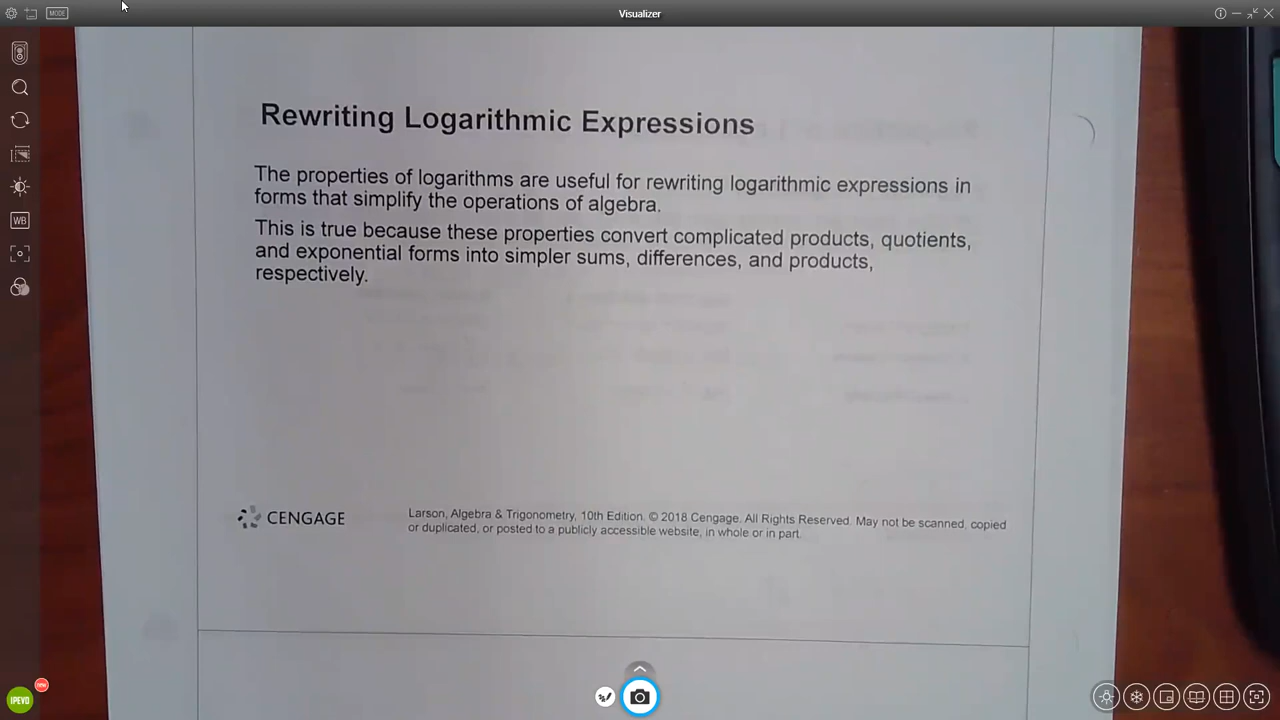 MODE
Visualizer
WB
Rewriting Logarithmic Expressions
The properties of logarithms are useful for rewriting logarithmic expressions in
forms that simplify the operations of algebra.
This is true because these properties convert complicated products, quotients,
and exponential forms into simpler sums, differences, and products,
respectively.
CENGAGE
Larson, Algebra & Trigonometry, 10th Edition. © 2018 Cengage. All Rights Reserved. May not be scanned, copied
or duplicated, or posted to a publicly accessible website, in whole or in part.
IPEVO